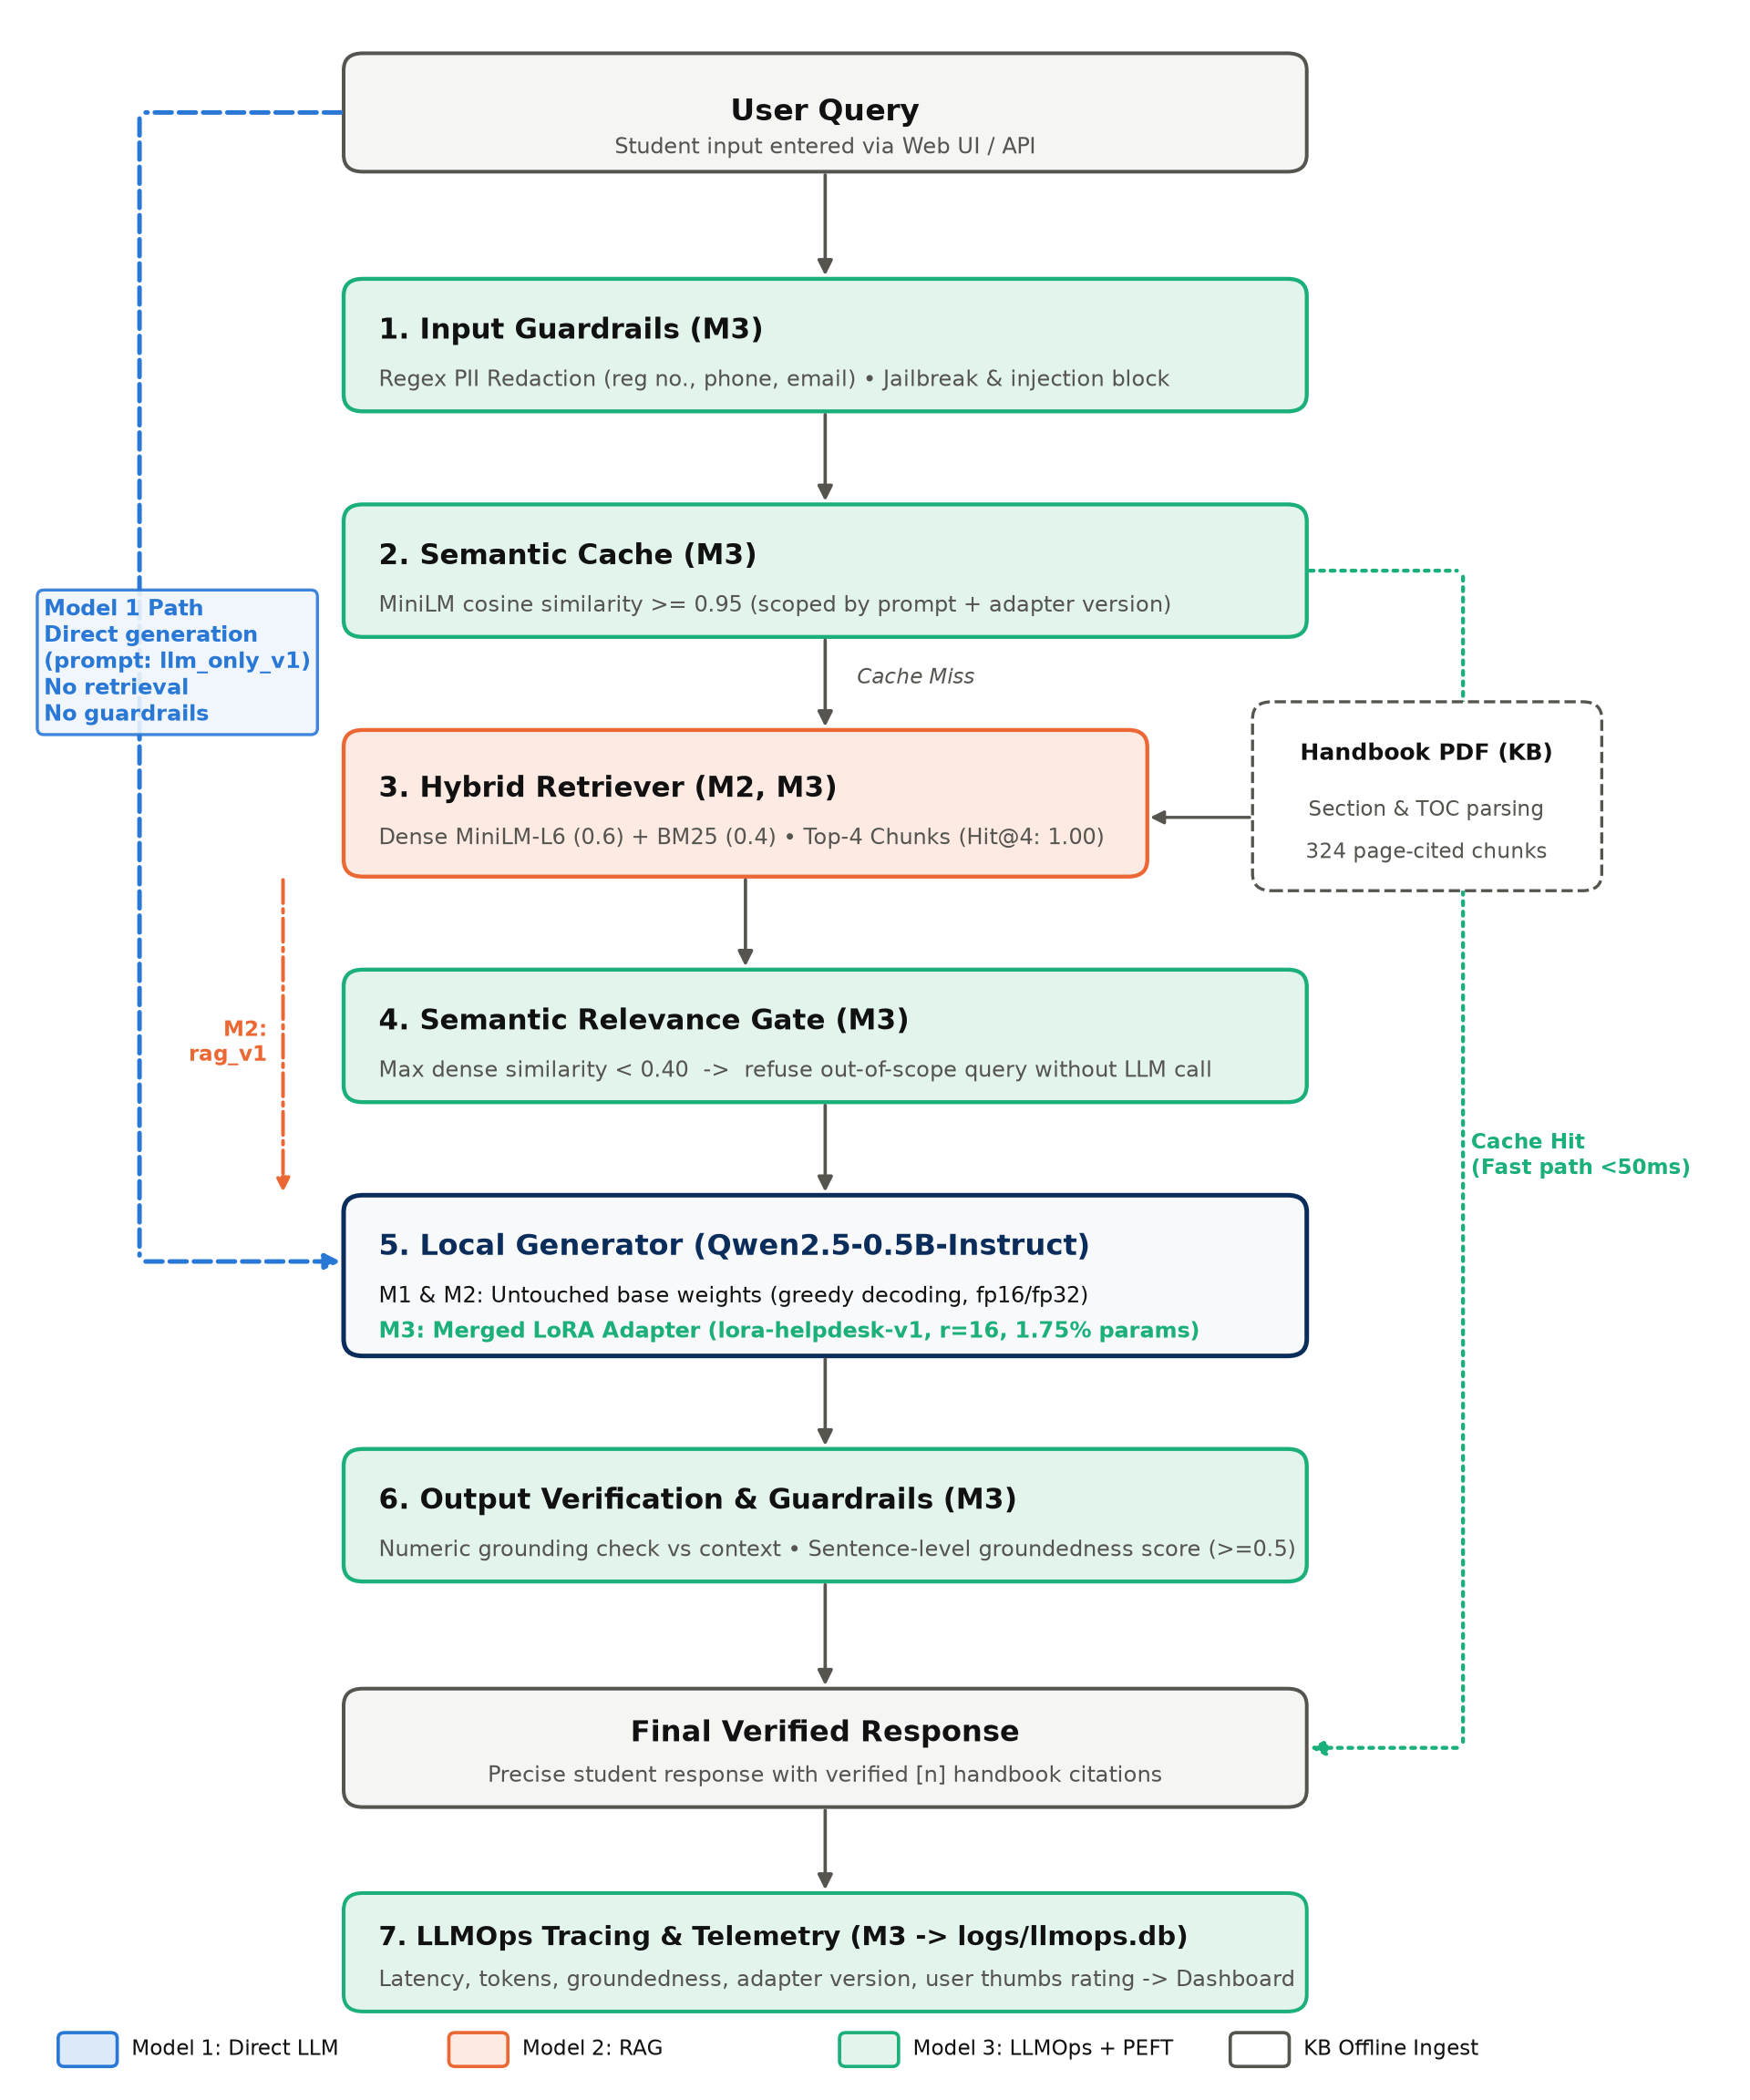 User Query
Student input entered via Web UI / API
1. Input Guardrails (M3)
Regex PII Redaction (reg no., phone, email) • Jailbreak & injection block
2. Semantic Cache (M3)
MiniLM cosine similarity >= 0.95 (scoped by prompt + adapter version)
Model 1 Path
Direct generation
(prompt: llm_only_v1)
No retrieval
No guardrails
Cache Miss
3. Hybrid Retriever (M2, M3)
Dense MiniLM-L6 (0.6) + BM25 (0.4) • Top-4 Chunks (Hit@4: 1.00)
Handbook PDF (KB)
Section & TOC parsing
324 page-cited chunks
M2:
rag_v1
4. Semantic Relevance Gate (M3)
Max dense similarity < 0.40  ->  refuse out-of-scope query without LLM call
Cache Hit
(Fast path <50ms)
5. Local Generator (Qwen2.5-0.5B-Instruct)
M1 & M2: Untouched base weights (greedy decoding, fp16/fp32)
M3: Merged LoRA Adapter (lora-helpdesk-v1, r=16, 1.75% params)
6. Output Verification & Guardrails (M3)
Numeric grounding check vs context • Sentence-level groundedness score (>=0.5)
Final Verified Response
Precise student response with verified [n] handbook citations
7. LLMOps Tracing & Telemetry (M3 -> logs/llmops.db)
Latency, tokens, groundedness, adapter version, user thumbs rating -> Dashboard
Model 1: Direct LLM
Model 2: RAG
Model 3: LLMOps + PEFT
KB Offline Ingest